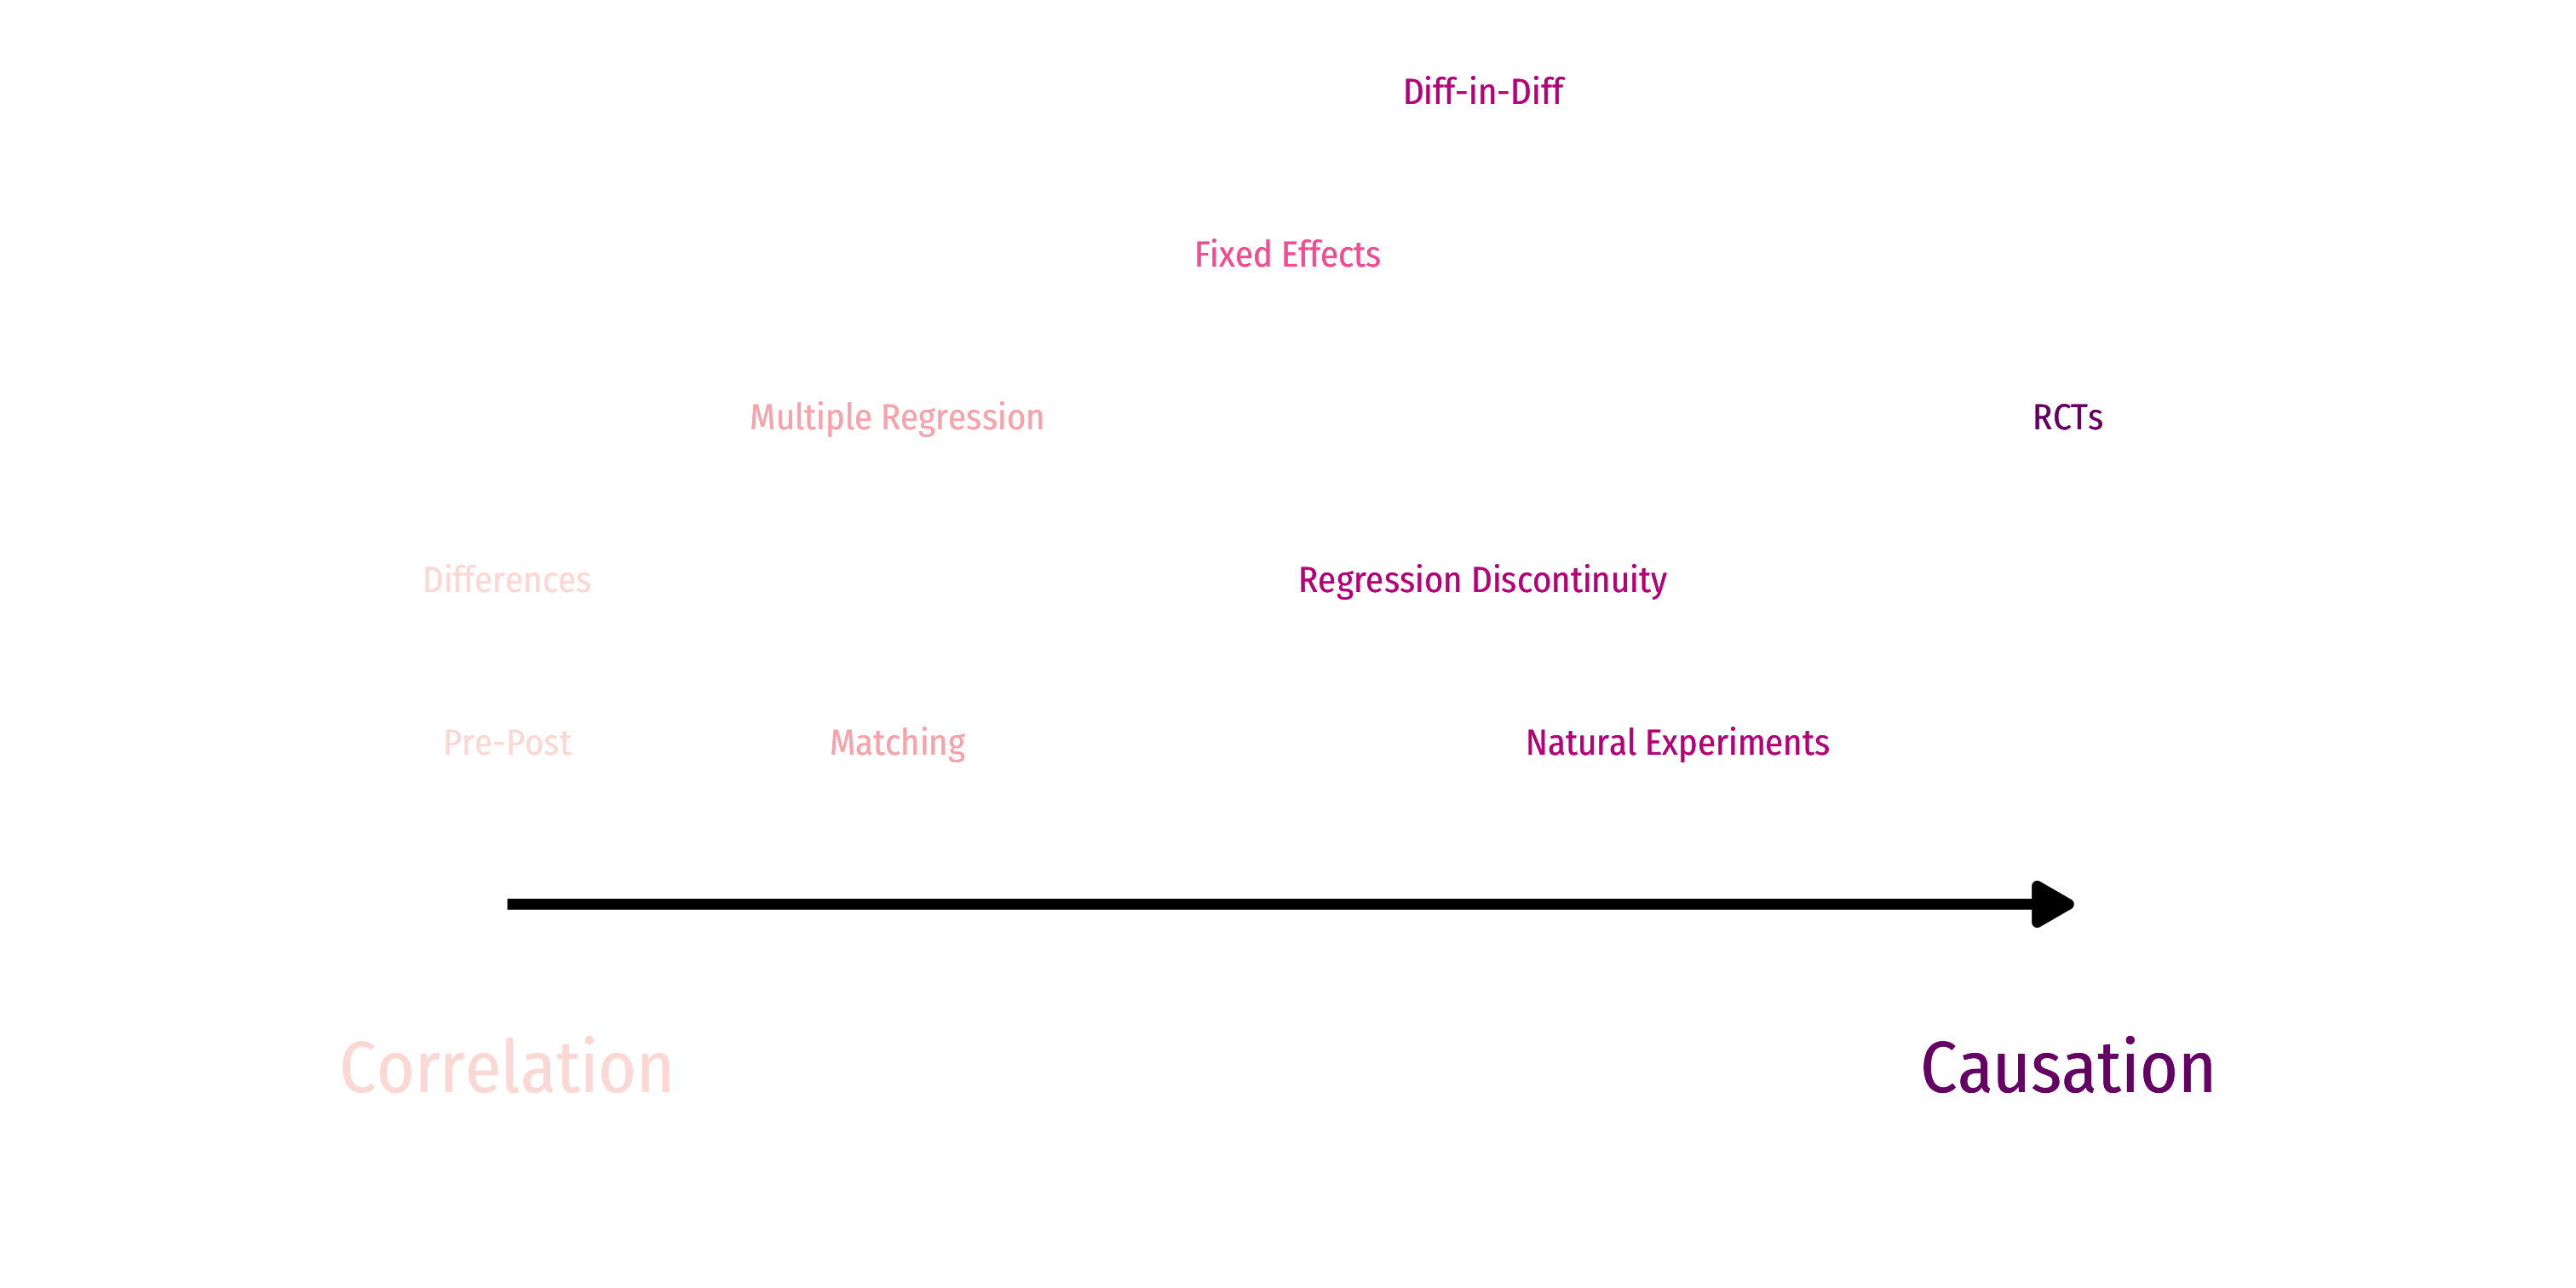 Diff-in-Diff
Fixed Effects
Multiple Regression
RCTs
Differences
Regression Discontinuity
Pre-Post
Matching
Natural Experiments
Correlation
Causation